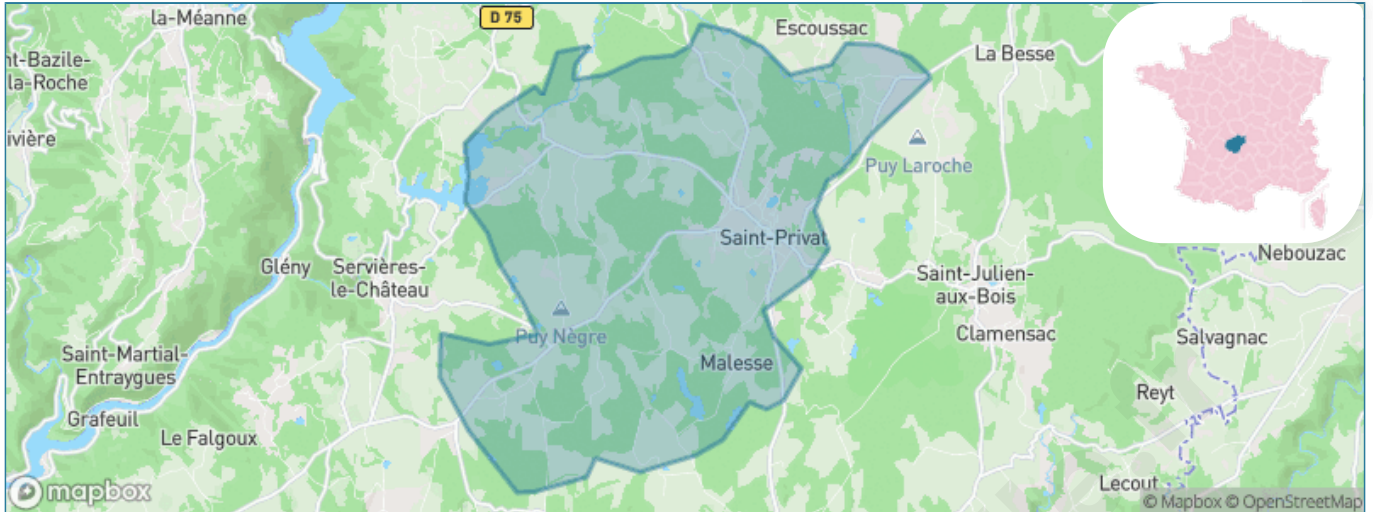 la-Méanne
D 75
Escoussac
La Besse
nt-Bazile-
la-Roche
ivière
Puy Laroche
Saint-Privat
Nebouzac
Glény
Servières-
le-Château
Saint-Julien-
aux-Bois
Puy Nègre
Clamensac
Salvagnac
Saint-Martial-
Entraygues
Malesse
Reyt
Grafeuil
Le Falgoux
Lecout
mapbox
© Mapbox © OpenStreetMap